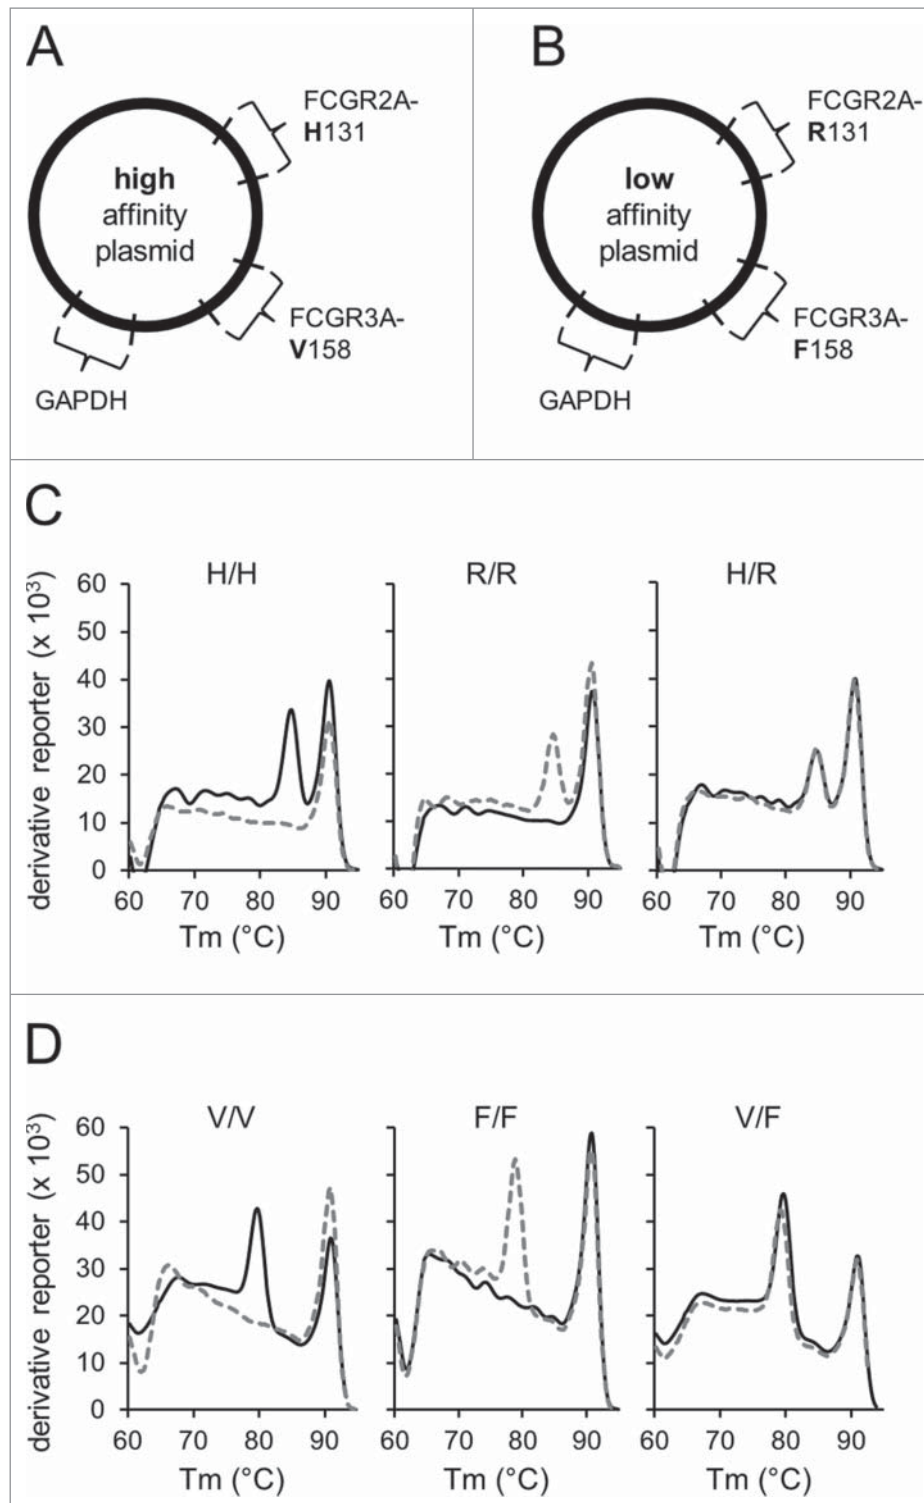 A
FCGR2A-
H131
high
affinity
plasmid
FCGR3A-
V158
GAPDH
B
FCGR2A-
R131
low
affinity
plasmid
FCGR3A-
F158
GAPDH
C
H/H R/R H/R
derivative reporter (x 10³)
60
50
40
30
20
10
0
60 70 80 90 60 70 80 90 60 70 80 90
Tm (°C) Tm (°C) Tm (°C)
D
V/V F/F V/F
derivative reporter (x 10³)
60
50
40
30
20
10
0
60 70 80 90 60 70 80 90 60 70 80 90
Tm (°C) Tm (°C) Tm (°C)